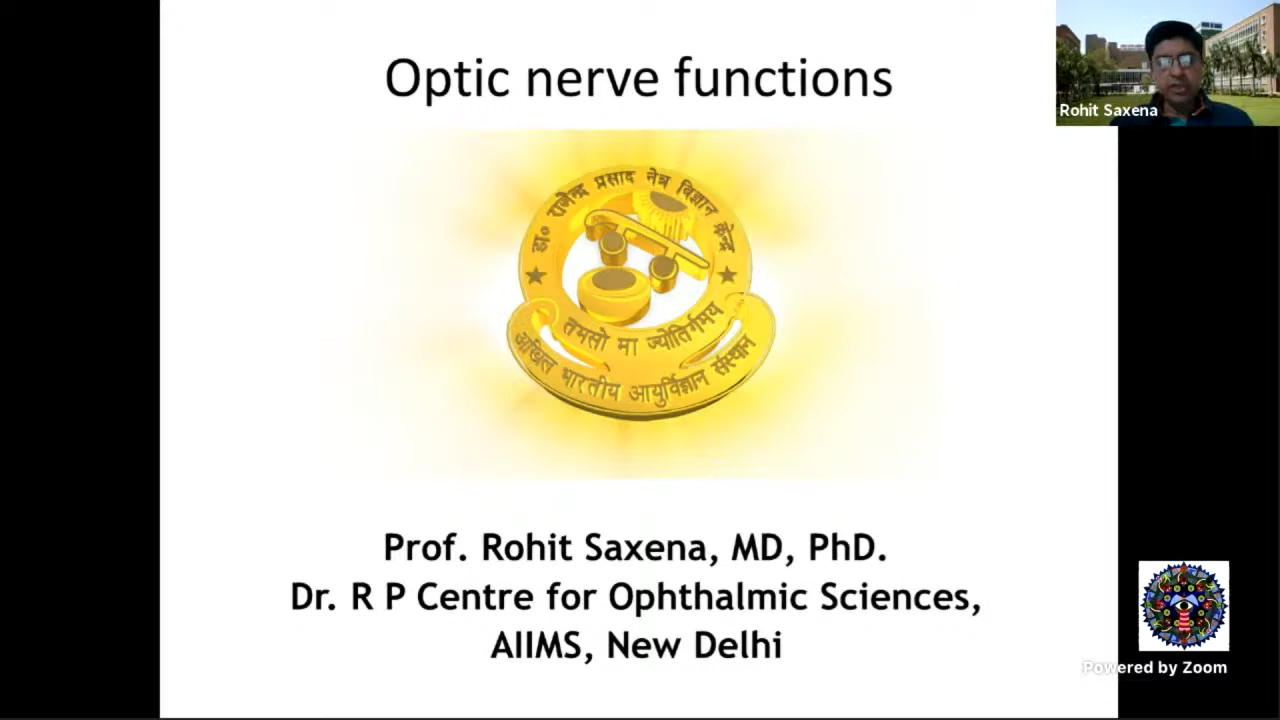 Optic nerve functions
Rohit Saxena
डा० राजेन्द्र प्रसाद नेत्र विज्ञान केन्द्र
तमसो मा ज्योतिर्गमय
अखिल भारतीय आयुर्विज्ञान संस्थान
Prof. Rohit Saxena, MD, PhD.
Dr. R P Centre for Ophthalmic Sciences,
AIIMS, New Delhi
Powered by Zoom